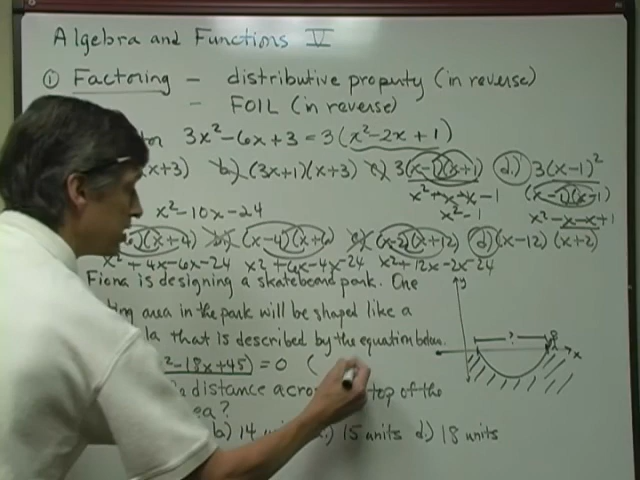 Algebra and Functions V
① Factoring – distributive property (in reverse)
– FOIL (in reverse)
3x²-6x+3 = 3(x²-2x+1)
x+3) b.) (3x+1)(x+3) c.) 3(x-1)(x+1) d.) 3(x-1)²
x²+x-x-1 (x-1)(x-1)
x²-10x-24 x²-1 x²-x-x+1
(x+4) b.) (x-4)(x+6) c.) (x-2)(x+12) d.) (x-12)(x+2)
x²+4x-6x-24 x²+6x-4x-24 x²+12x-2x-24
Fiona is designing a skateboard park. One
area in the park will be shaped like a
that is described by the equation below.
²-18x+45) = 0 (
distance top of the
b.) 14 15 units d.) 18 units
y
?
x